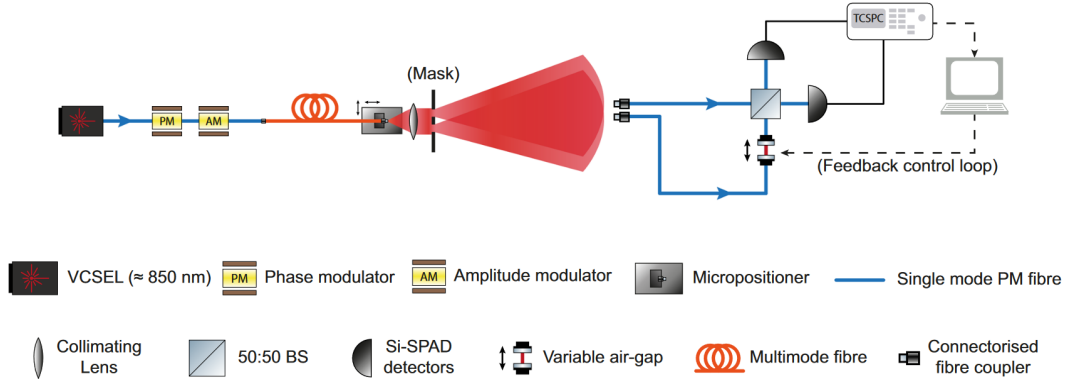 TCSPC
(Mask)
PM
AM
(Feedback control loop)
VCSEL (≈ 850 nm)
PM
Phase modulator
AM
Amplitude modulator
Micropositioner
Single mode PM fibre
Collimating
Lens
50:50 BS
Si-SPAD
detectors
Variable air-gap
Multimode fibre
Connectorised
fibre coupler